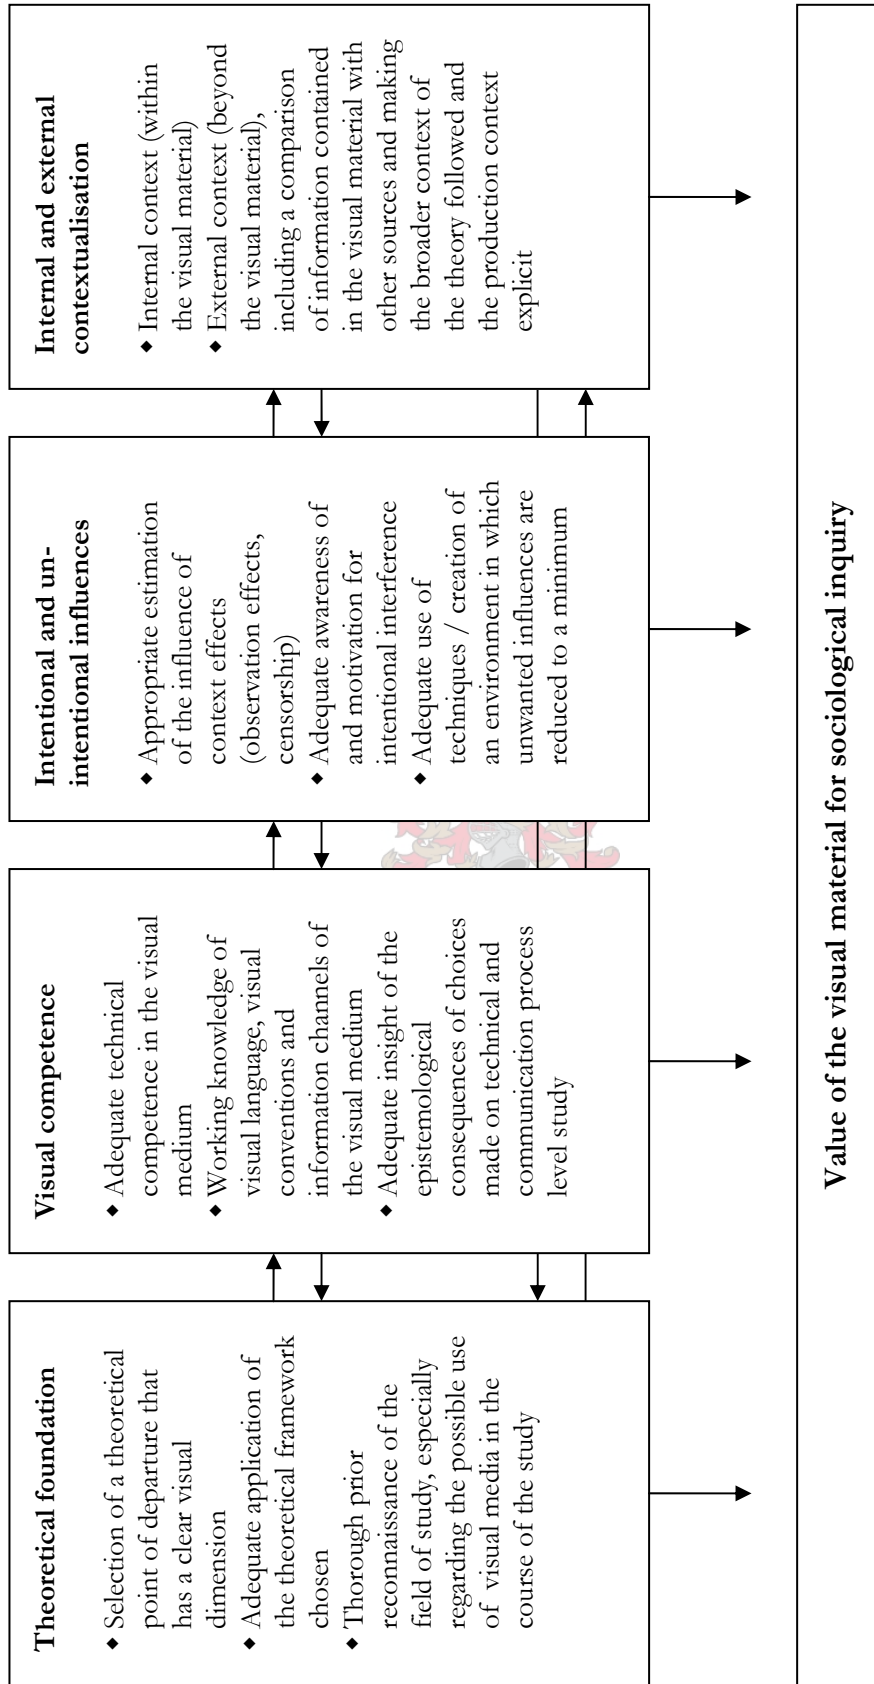 Theoretical foundation
◆ Selection of a theoretical
point of departure that
has a clear visual
dimension
◆ Adequate application of
the theoretical framework
chosen
◆ Thorough prior
reconnaissance of the
field of study, especially
regarding the possible use
of visual media in the
course of the study
Visual competence
◆ Adequate technical
competence in the visual
medium
◆ Working knowledge of
visual language, visual
conventions and
information channels of
the visual medium
◆ Adequate insight of the
epistemological
consequences of choices
made on technical and
communication process
level study
Intentional and un-
intentional influences
◆ Appropriate estimation
of the influence of
context effects
(observation effects,
censorship)
◆ Adequate awareness of
and motivation for
intentional interference
◆ Adequate use of
techniques / creation of
an environment in which
unwanted influences are
reduced to a minimum
Internal and external
contextualisation
◆ Internal context (within
the visual material)
◆ External context (beyond
the visual material),
including a comparison
of information contained
in the visual material with
other sources and making
the broader context of
the theory followed and
the production context
explicit
Value of the visual material for sociological inquiry